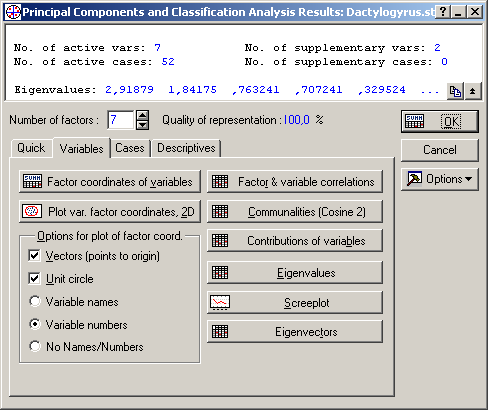 Principal Components and Classification Analysis Results: Dactylogyrus.st
No. of active vars: 7 No. of supplementary vars: 2
No. of active cases: 52 No. of supplementary cases: 0
Eigenvalues: 2,91879 1,84175 ,763241 ,707241 ,329524 ...
Number of factors : 7 Quality of representation :100,0 %
OK
Cancel
Options
Quick Variables Cases Descriptives
Factor coordinates of variables
Factor & variable correlations
Plot var. factor coordinates, 2D
Communalities (Cosine 2)
Options for plot of factor coord.
Contributions of variables
Vectors (points to origin)
Unit circle
Eigenvalues
Variable names
Screeplot
Variable numbers
Eigenvectors
No Names/Numbers